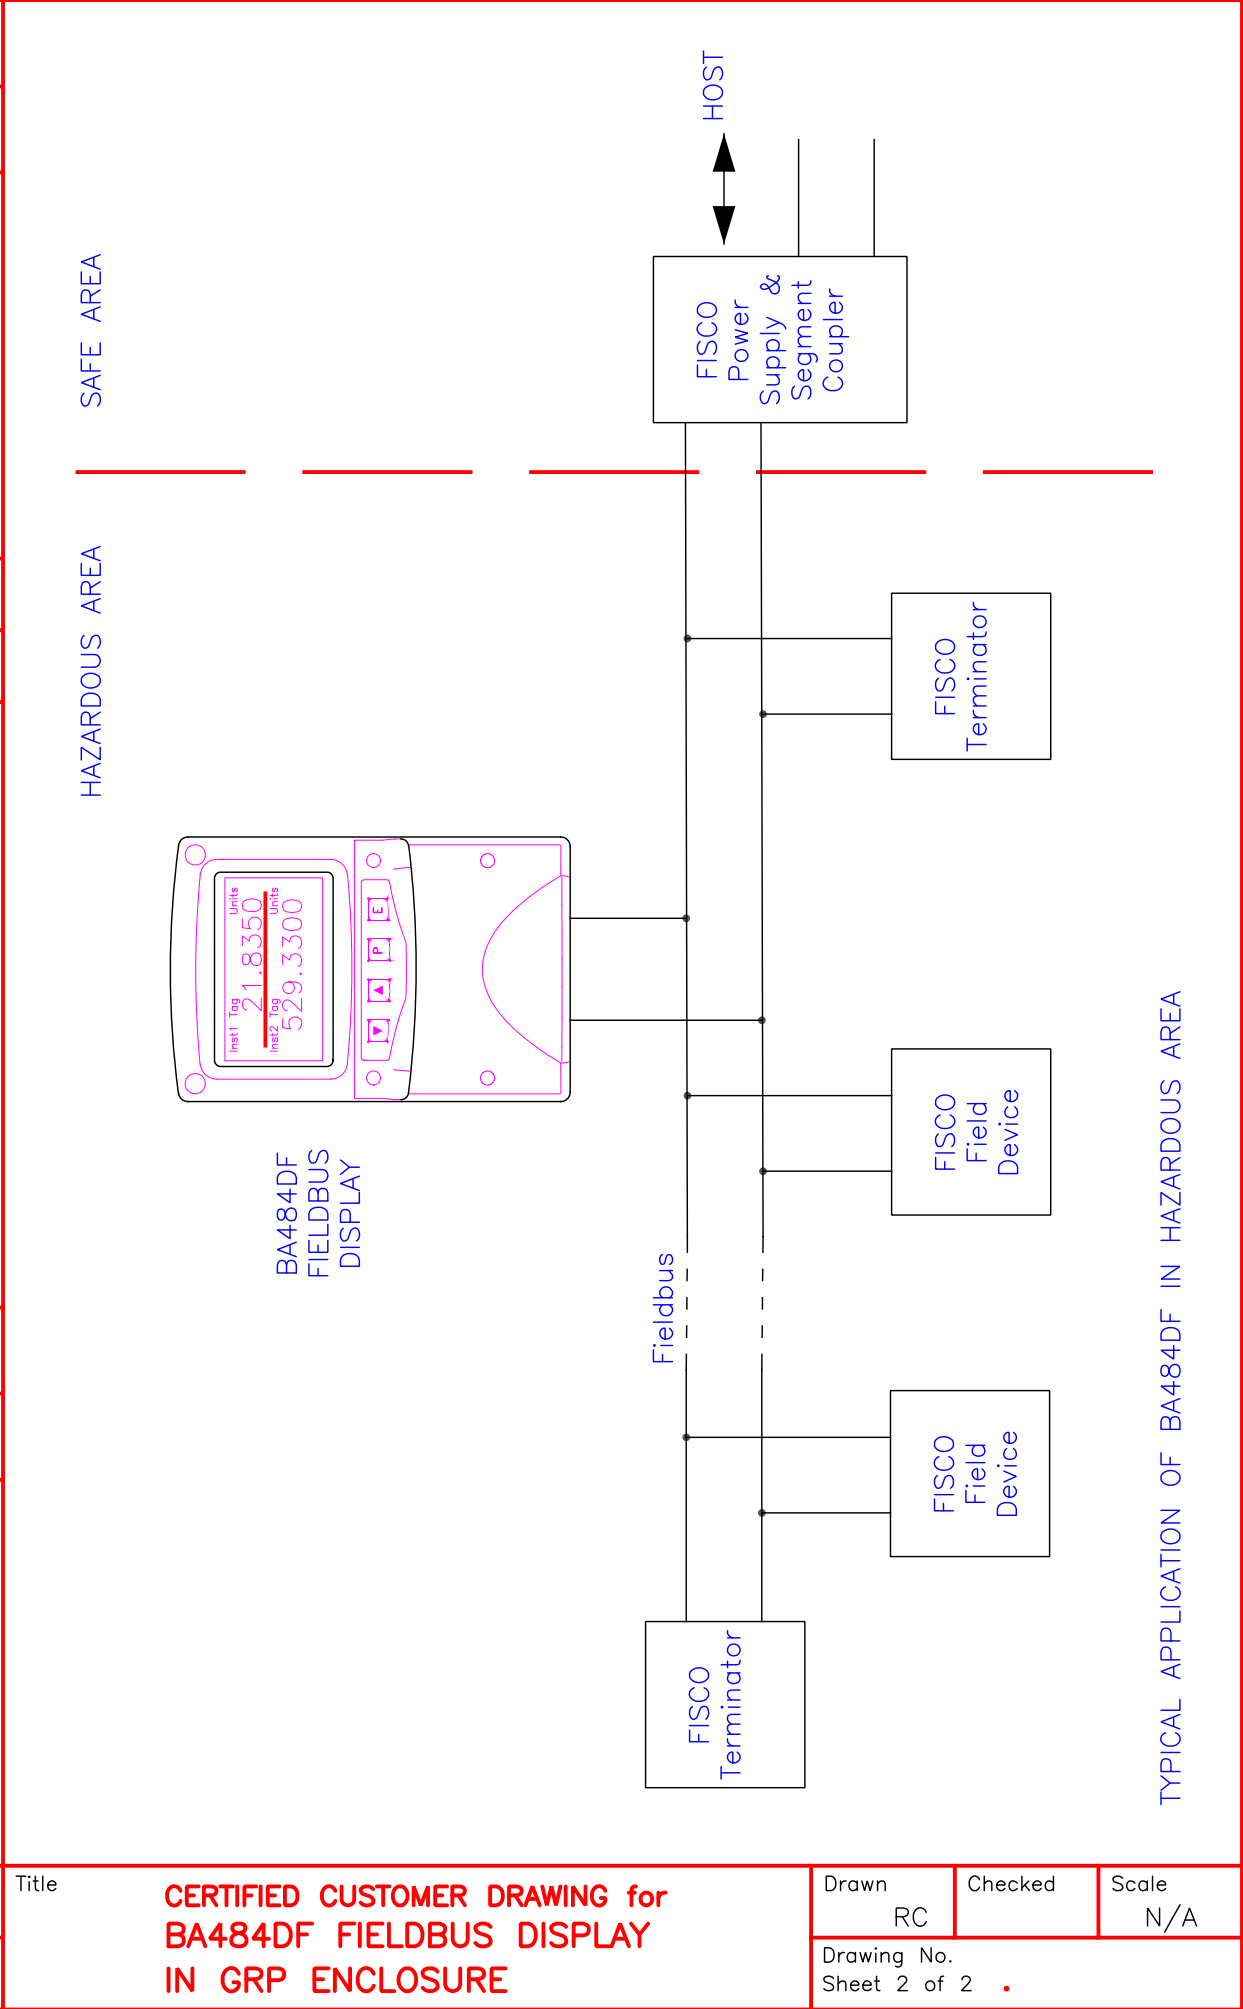 HAZARDOUS AREA
SAFE AREA
Inst1 Tag
Units
21.8350
Inst2 Tag
Units
529.3300
P
E
BA484DF
FIELDBUS
DISPLAY
Fieldbus
HOST
FISCO
Power
Supply &
Segment
Coupler
FISCO
Terminator
FISCO
Field
Device
FISCO
Field
Device
FISCO
Terminator
TYPICAL APPLICATION OF BA484DF IN HAZARDOUS AREA
Title
CERTIFIED CUSTOMER DRAWING for
BA484DF FIELDBUS DISPLAY
IN GRP ENCLOSURE
Drawn
RC
Checked
Scale
N/A
Drawing No.
Sheet 2 of 2 .